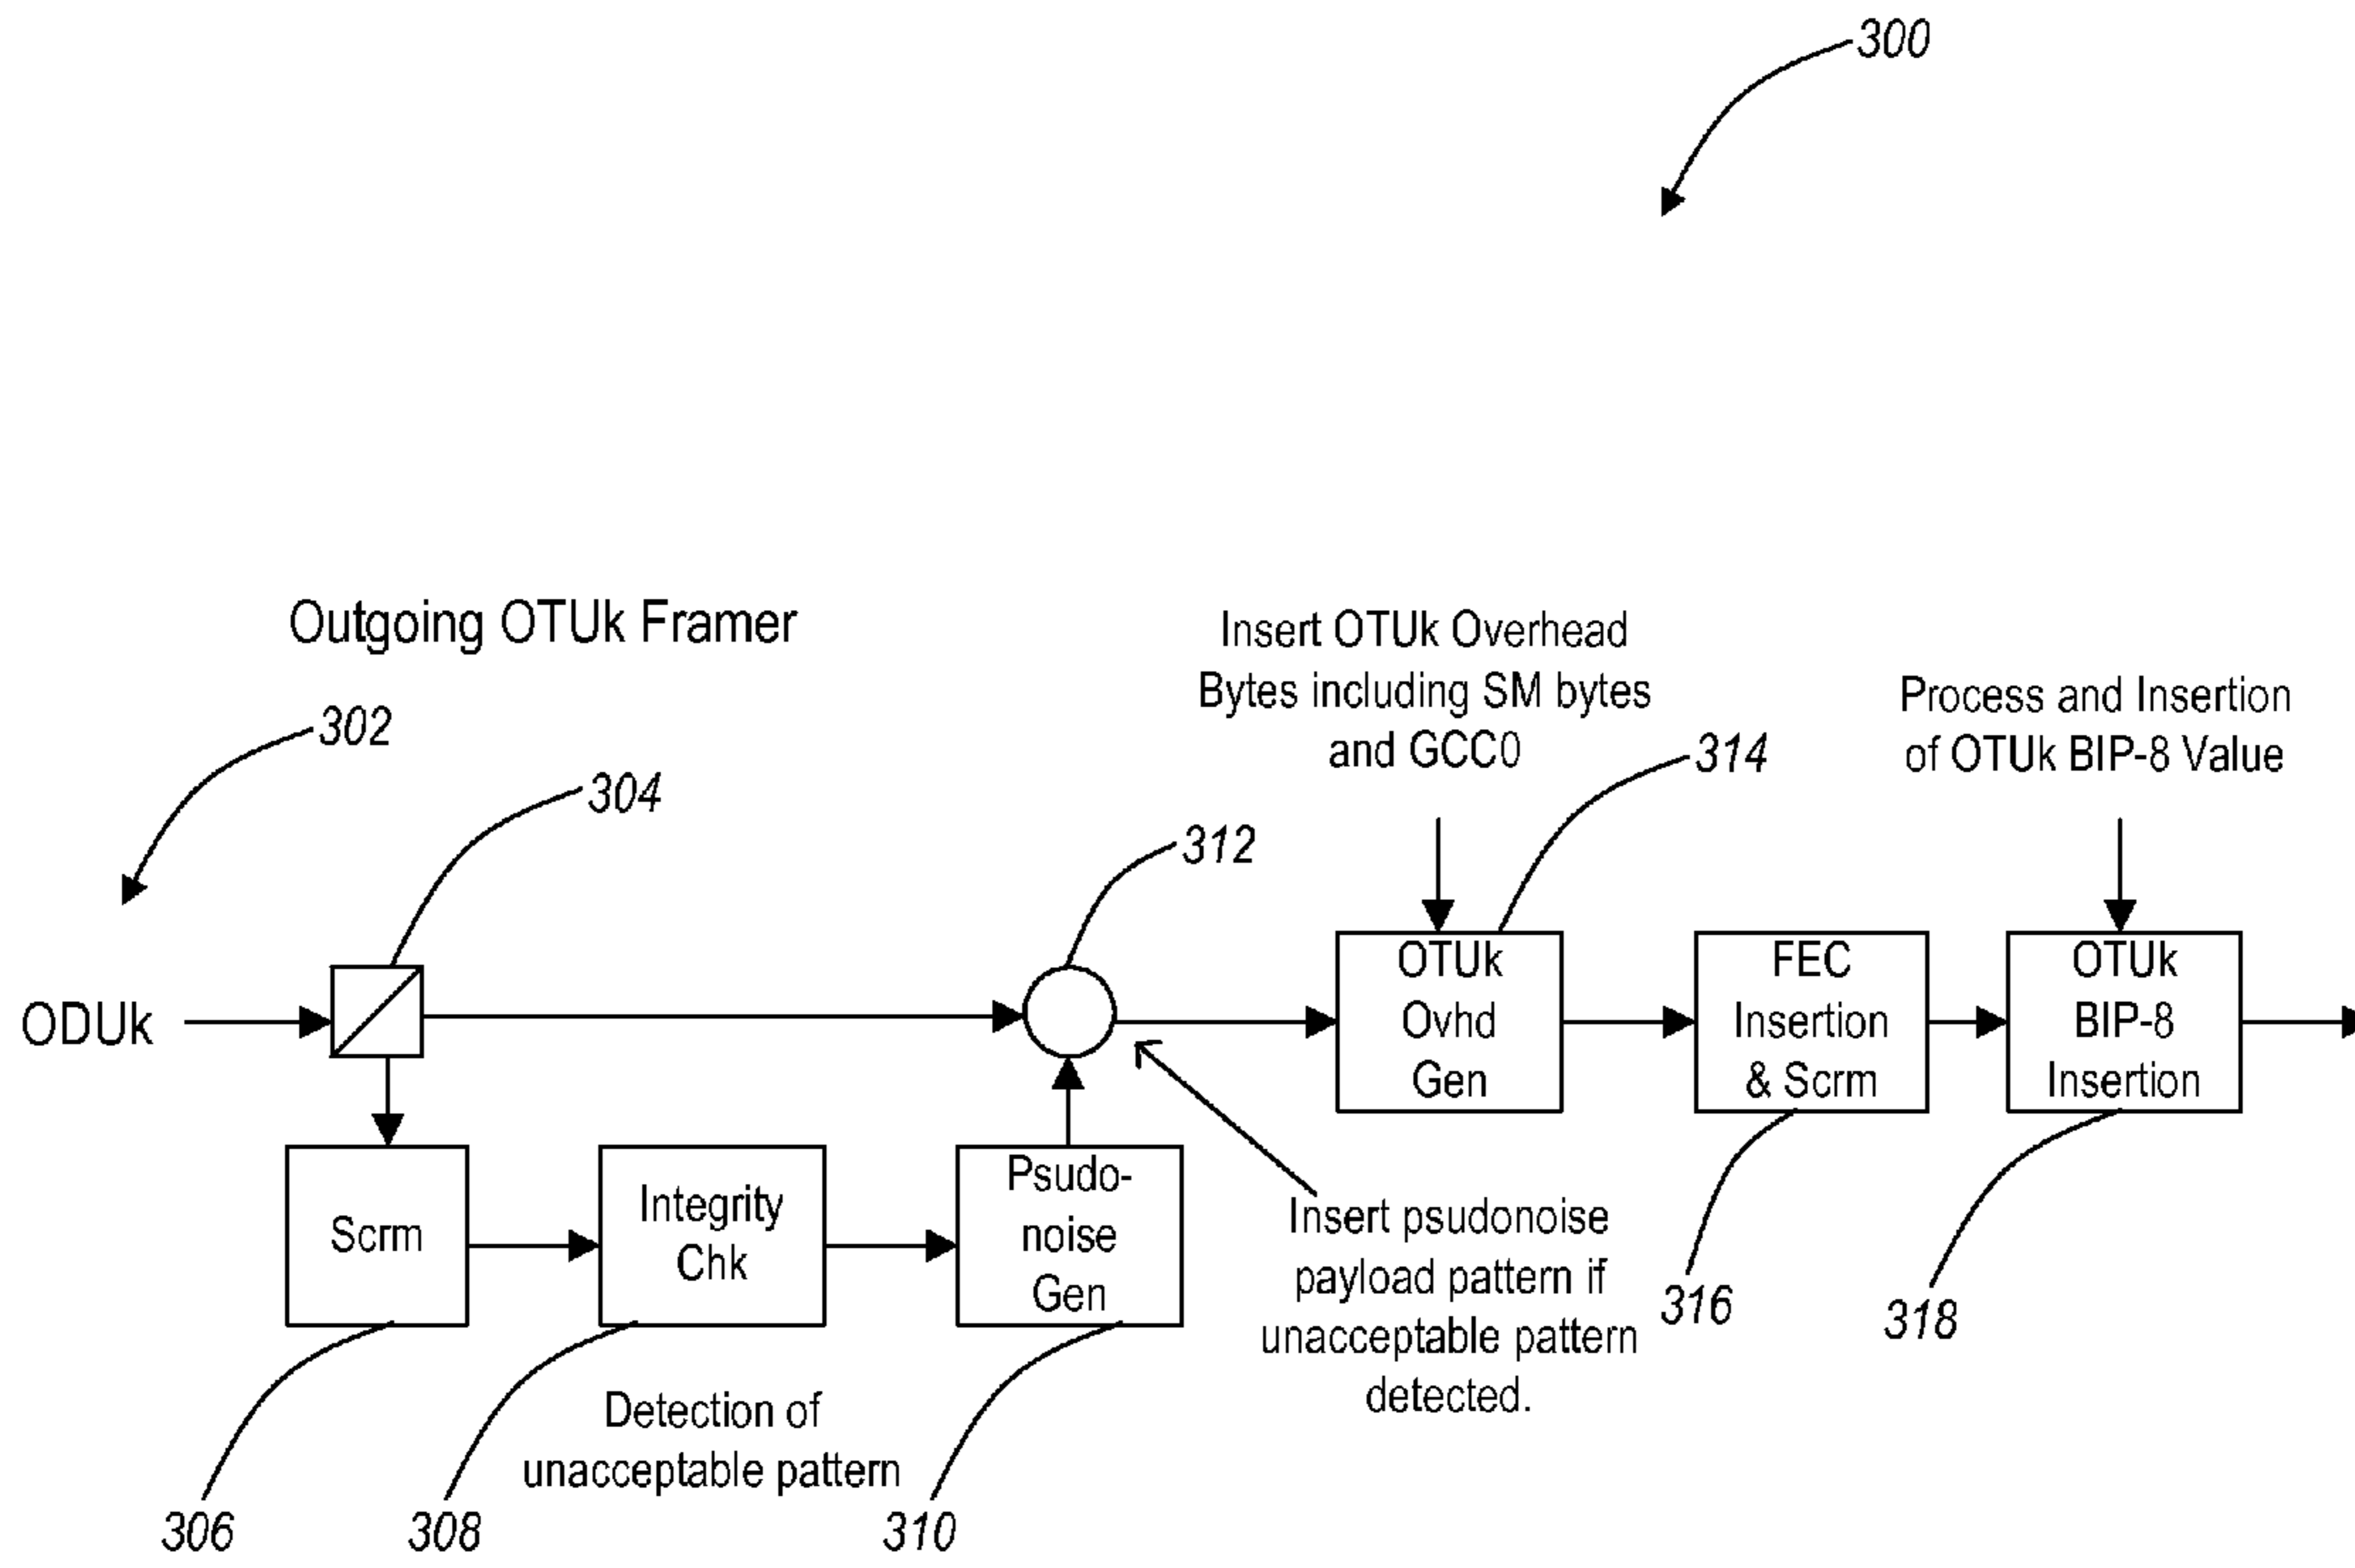 300
Outgoing OTUk Framer
302
304
Insert OTUk Overhead
Bytes including SM bytes
and GCC0
314
Process and Insertion
of OTUk BIP-8 Value
312
ODUk
OTUk
Ovhd
Gen
FEC
Insertion
& Scrm
OTUk
BIP-8
Insertion
Scrm
Integrity
Chk
Psudo-
noise
Gen
Insert psudonoise
payload pattern if
unacceptable pattern
detected.
316
318
Detection of
unacceptable pattern
306
308
310